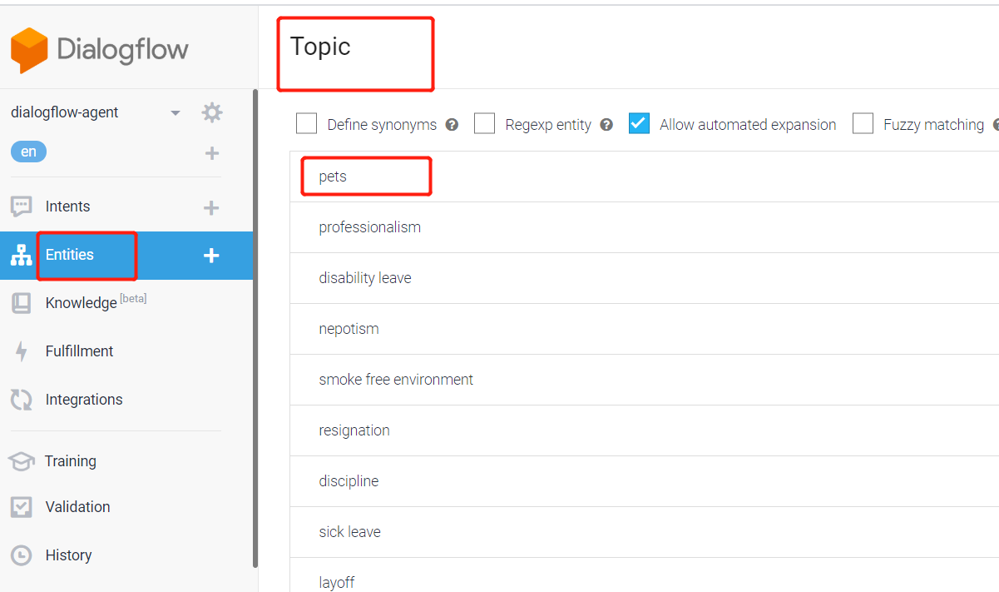 Dialogflow
Topic
dialogflow-agent
en
Define synonyms ? Regexp entity ? Allow automated expansion Fuzzy matching
pets
professionalism
disability leave
nepotism
smoke free environment
resignation
discipline
sick leave
layoff
Intents
Entities
Knowledge [beta]
Fulfillment
Integrations
Training
Validation
History